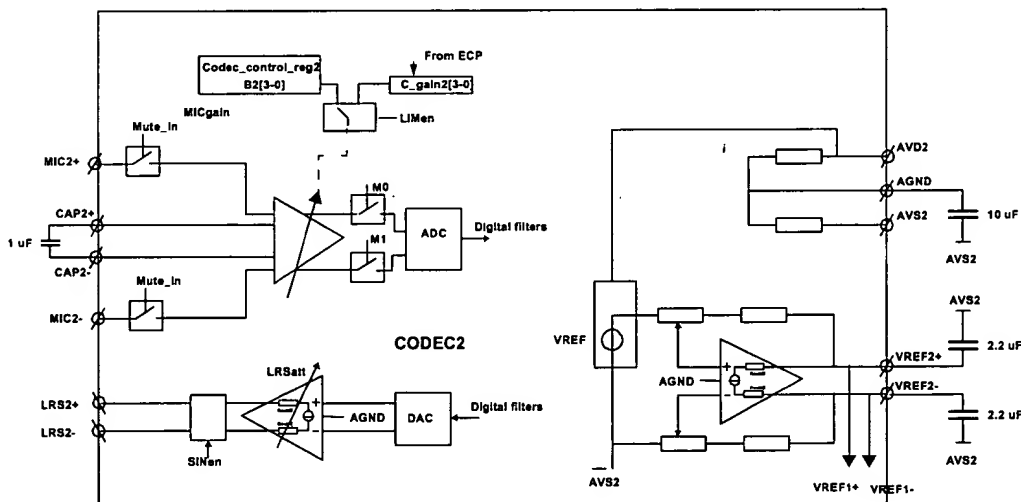 From ECP
Codec_control_reg2
B2[3-0]
C_gain2[3-0]
MICgain
LIMen
Mute_in
MIC2+
AVD2
AGND
M0
CAP2+
AVS2
10 uF
1 uF
ADC
Digital filters
M1
AVS2
CAP2-
Mute_in
AVS2
MIC2-
VREF
2.2 uF
CODEC2
VREF2+
+
LRSatt
AGND
VREF2-
-
LRS2+
+
AGND
DAC
Digital filters
2.2 uF
LRS2-
-
SINen
AVS2
AVS2
VREF1+
VREF1-